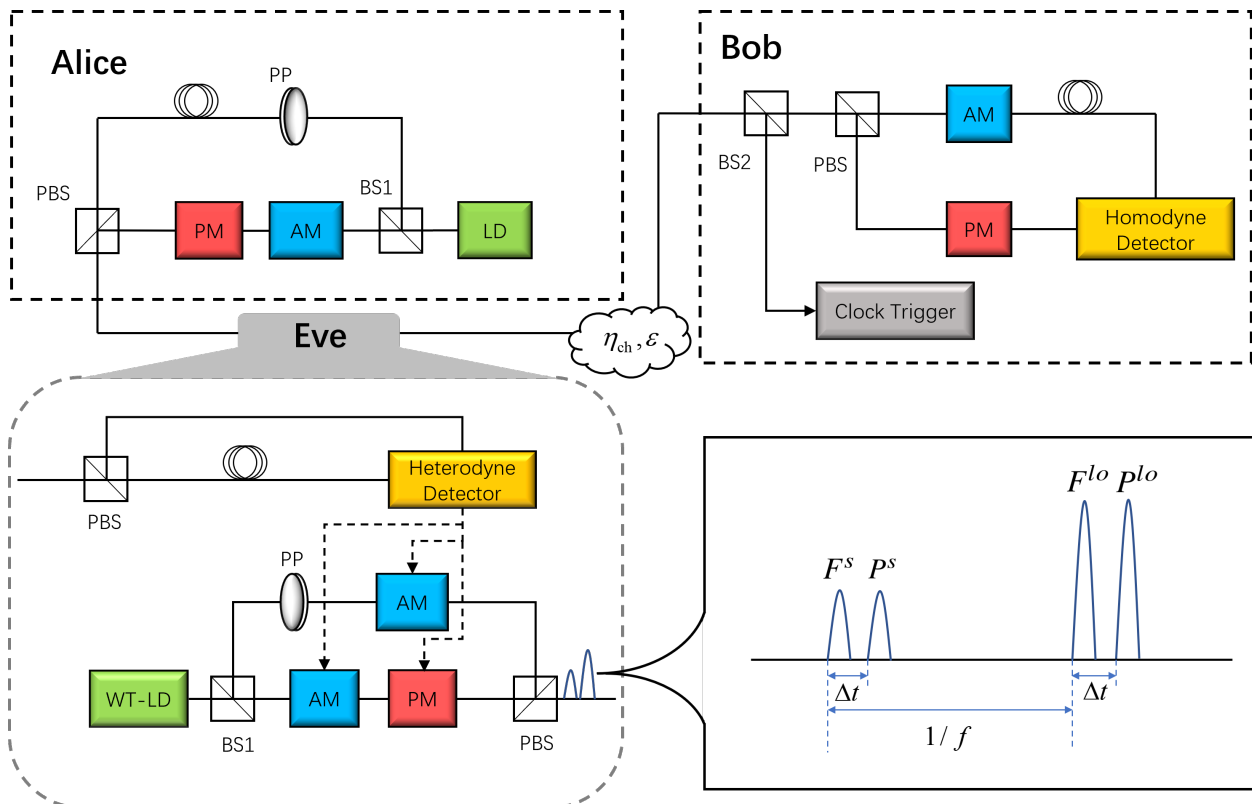 Alice
PP
PBS
BS1
PM
AM
LD
Bob
AM
BS2
PBS
PM
Homodyne
Detector
Clock Trigger
Eve
η_ch, ε
PBS
Heterodyne
Detector
PP
AM
WT-LD
AM
PM
BS1
PBS
F^s P^s
F^lo P^lo
Δt
Δt
1/f